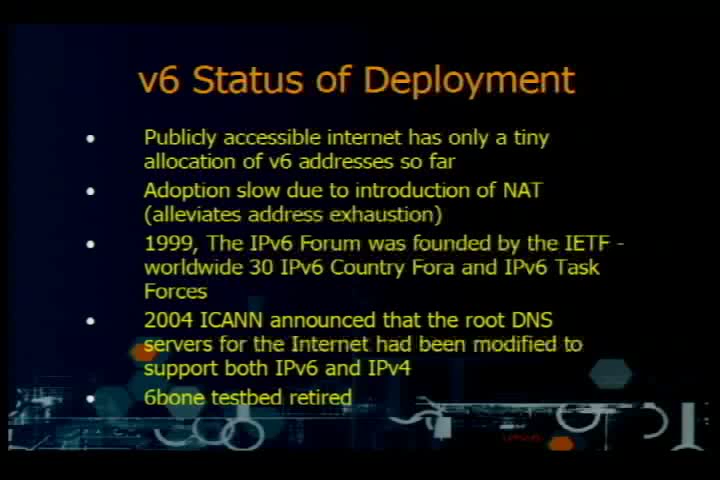 v6 Status of Deployment
• Publicly accessible internet has only a tiny
allocation of v6 addresses so far
• Adoption slow due to introduction of NAT
(alleviates address exhaustion)
• 1999, The IPv6 Forum was founded by the IETF -
worldwide 30 IPv6 Country Fora and IPv6 Task
Forces
• 2004 ICANN announced that the root DNS
servers for the Internet had been modified to
support both IPv6 and IPv4
• 6bone testbed retired